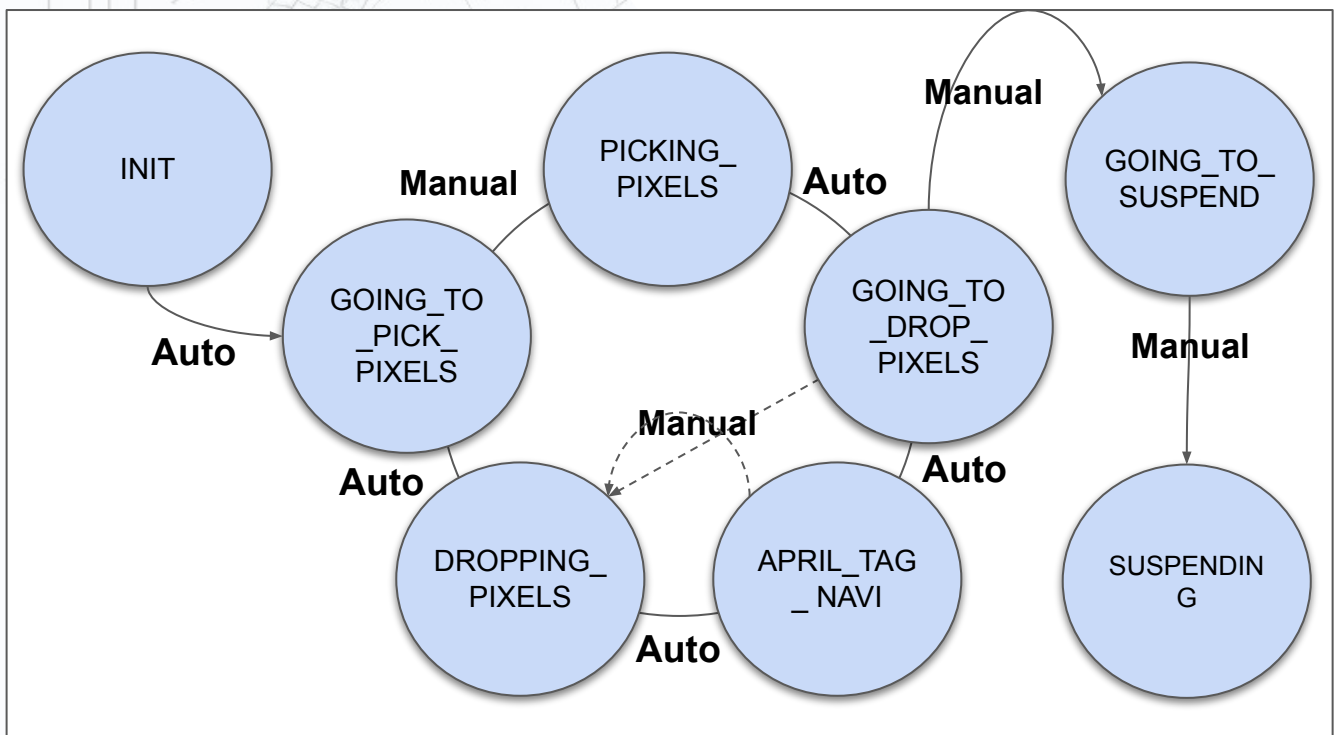 INIT
Auto
GOING_TO
_PICK_
PIXELS
Manual
PICKING_
PIXELS
Auto
GOING_TO
_DROP_
PIXELS
Manual
GOING_TO_
SUSPEND
Manual
SUSPENDIN
G
Auto
APRIL_TAG
_ NAVI
Manual
Auto
DROPPING_
PIXELS
Auto